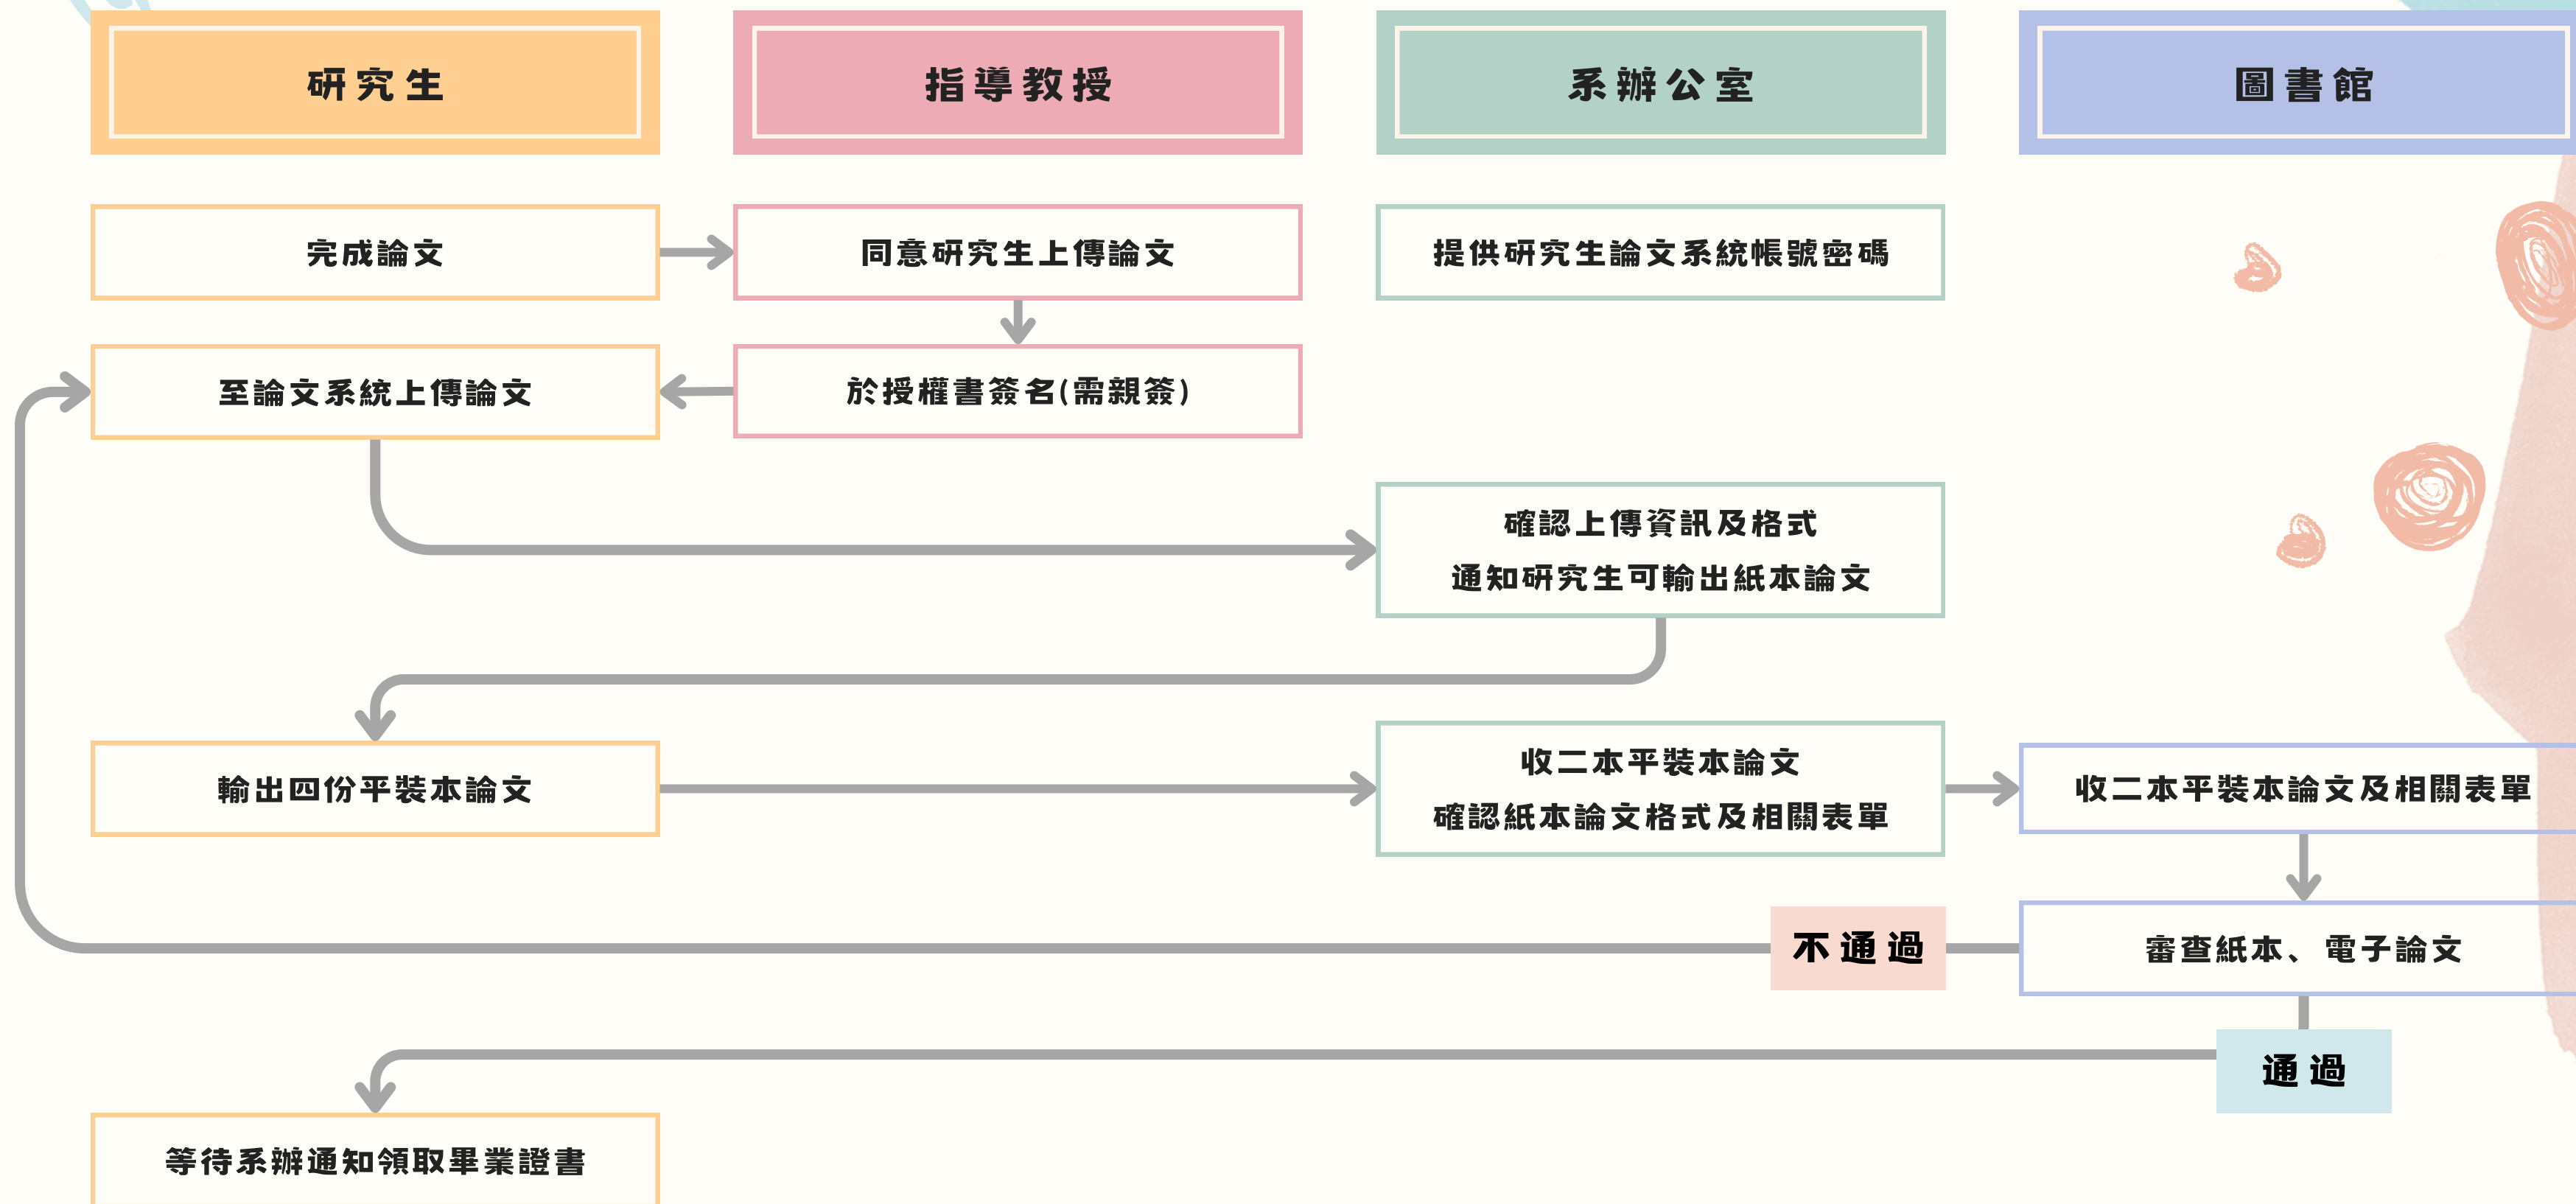 研究生
指導教授
系辦公室
圖書館
完成論文
同意研究生上傳論文
提供研究生論文系統帳號密碼
至論文系統上傳論文
於授權書簽名(需親簽)
確認上傳資訊及格式
通知研究生可輸出紙本論文
輸出四份平裝本論文
收二本平裝本論文
確認紙本論文格式及相關表單
收二本平裝本論文及相關表單
不通過
審查紙本、電子論文
通過
等待系辦通知領取畢業證書